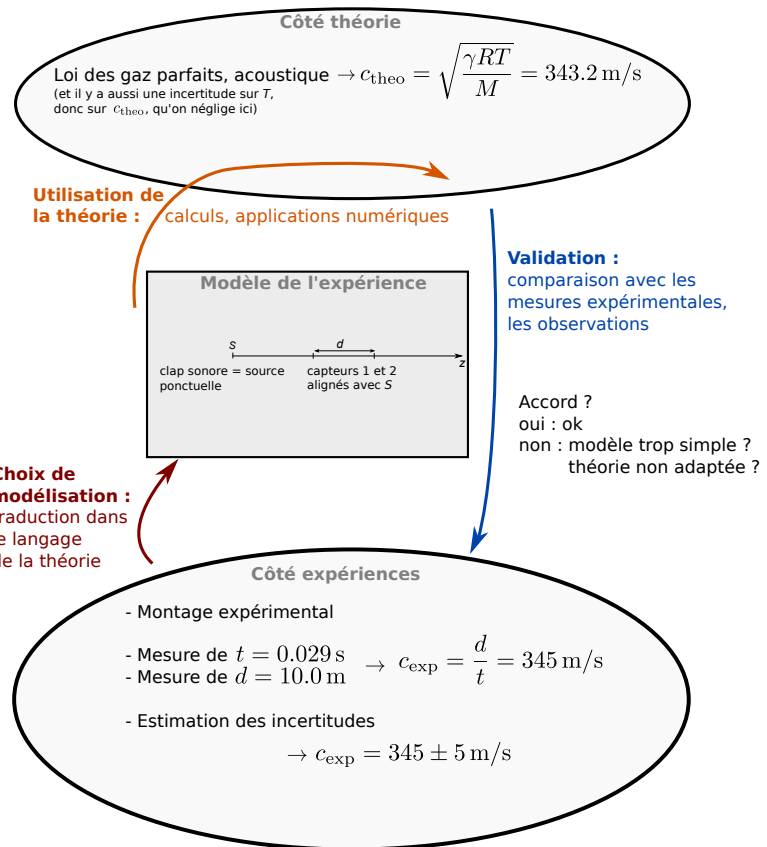 Côté théorie
Loi des gaz parfaits, acoustique → c_theo = √(γRT/M) = 343.2 m/s
(et il y a aussi une incertitude sur T,
donc sur c_theo, qu'on néglige ici)
Utilisation de
la théorie : calculs, applications numériques
Validation :
comparaison avec les
mesures expérimentales,
les observations
Modèle de l'expérience
S
d
z
clap sonore = source
ponctuelle
capteurs 1 et 2
alignés avec S
Accord ?
oui : ok
non : modèle trop simple ?
théorie non adaptée ?
hoix de
modélisation :
raduction dans
e langage
de la théorie
Côté expériences
- Montage expérimental
- Mesure de t = 0.029 s
- Mesure de d = 10.0 m
→ c_exp = d/t = 345 m/s
- Estimation des incertitudes
→ c_exp = 345 ± 5 m/s